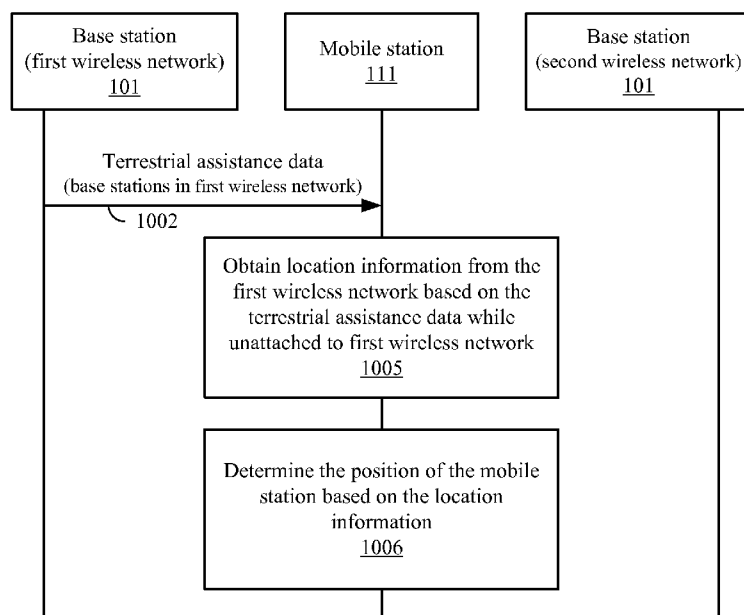 Base station
(first wireless network)
101
Mobile station
111
Base station
(second wireless network)
101
Terrestrial assistance data
(base stations in first wireless network)
1002
Obtain location information from the
first wireless network based on the
terrestrial assistance data while
unattached to first wireless network
1005
Determine the position of the mobile
station based on the location
information
1006